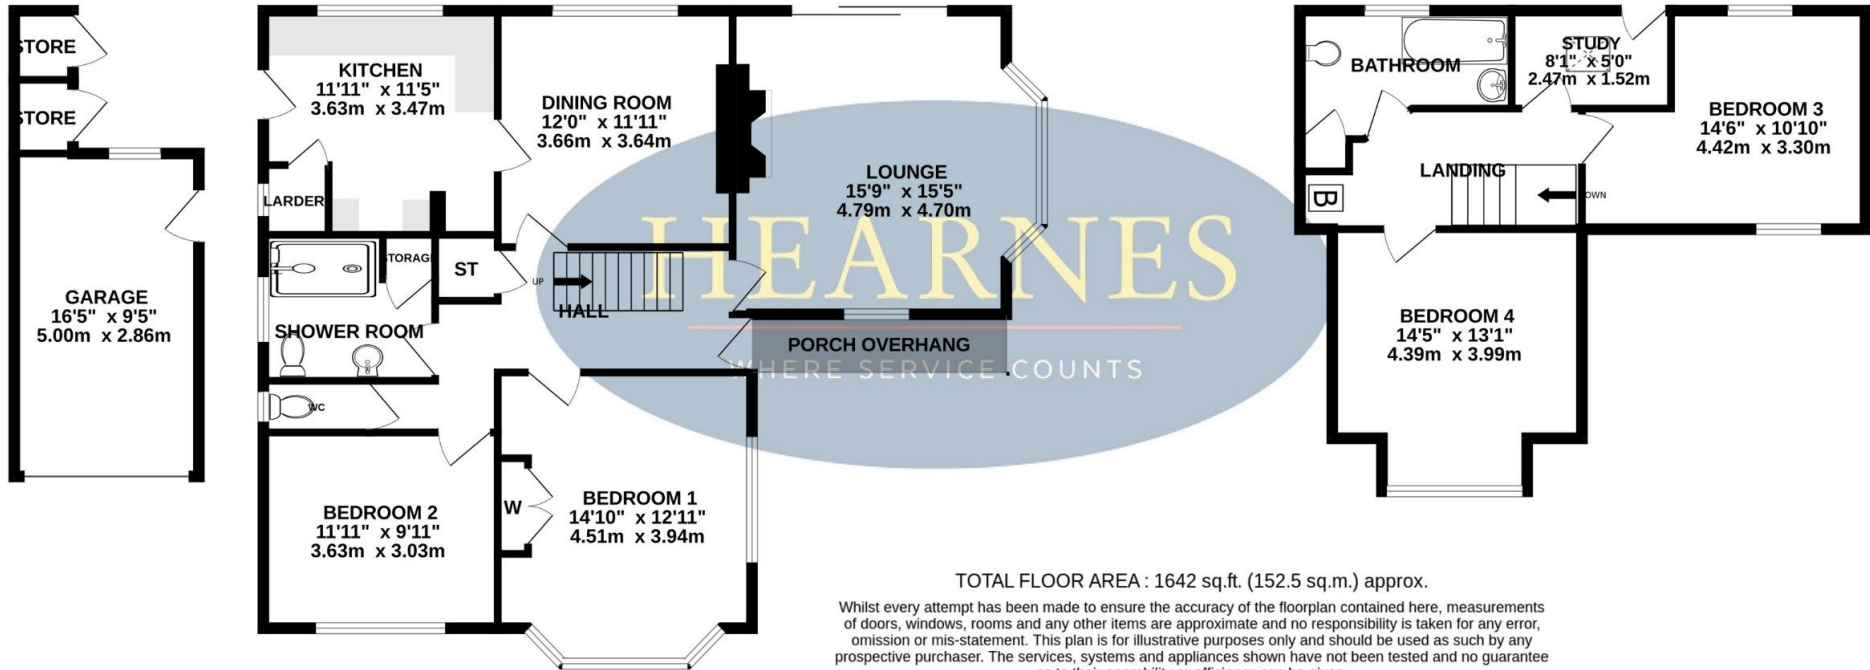 STORE
STORE
GARAGE
16'5" x 9'5"
5.00m x 2.86m
KITCHEN
11'11" x 11'5"
3.63m x 3.47m
LARDER
DINING ROOM
12'0" x 11'11"
3.66m x 3.64m
LOUNGE
15'9" x 15'5"
4.79m x 4.70m
STORAGE
ST
UP
HALL
SHOWER ROOM
WC
PORCH OVERHANG
BEDROOM 2
11'11" x 9'11"
3.63m x 3.03m
W
BEDROOM 1
14'10" x 12'11"
4.51m x 3.94m
HEARNES
WHERE SERVICE COUNTS
BATHROOM
STUDY
8'1" x 5'0"
2.47m x 1.52m
BEDROOM 3
14'6" x 10'10"
4.42m x 3.30m
LANDING
B
DOWN
BEDROOM 4
14'5" x 13'1"
4.39m x 3.99m
TOTAL FLOOR AREA : 1642 sq.ft. (152.5 sq.m.) approx.
Whilst every attempt has been made to ensure the accuracy of the floorplan contained here, measurements
of doors, windows, rooms and any other items are approximate and no responsibility is taken for any error,
omission or mis-statement. This plan is for illustrative purposes only and should be used as such by any
prospective purchaser. The services, systems and appliances shown have not been tested and no guarantee